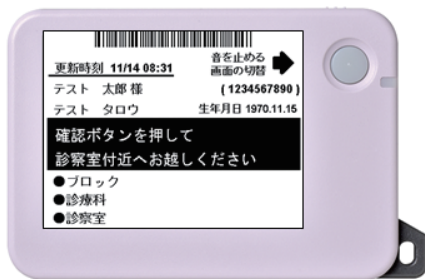 音を止める
画面の切替
更新時刻 11/14 08:31
テスト 太郎 様 (1234567890)
テスト タロウ 生年月日 1970.11.15
確認ボタンを押して
診察室付近へお越しください
●ブロック
●診療科
●診察室